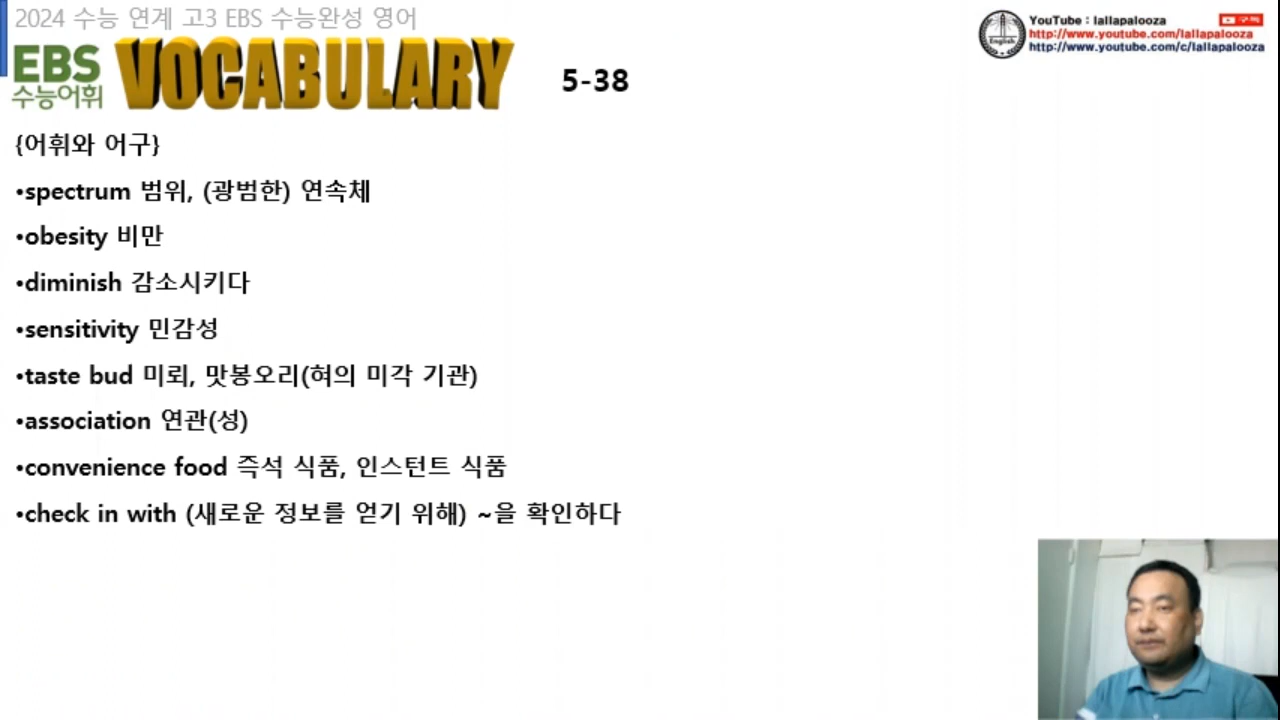 2024 수능 연계 고3 EBS 수능완성 영어
EBS
수능어휘
VOCABULARY
5-38
YouTube : lallapalooza
구독
http://www.youtube.com/lallapalooza
http://www.youtube.com/c/lallapalooza
English
{어휘와 어구}
•spectrum 범위, (광범한) 연속체
•obesity 비만
•diminish 감소시키다
•sensitivity 민감성
•taste bud 미뢰, 맛봉오리(혀의 미각 기관)
•association 연관(성)
•convenience food 즉석 식품, 인스턴트 식품
•check in with (새로운 정보를 얻기 위해) ~을 확인하다